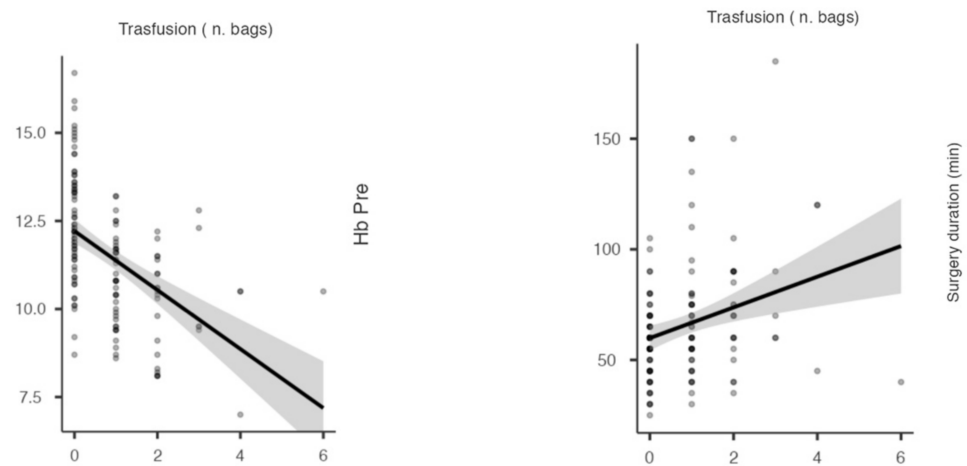 Trasfusion ( n. bags)
15.0
12.5
10.0
7.5
0 2 4 6
Hb Pre
Trasfusion ( n. bags)
150
100
50
0 2 4 6
Surgery duration (min)